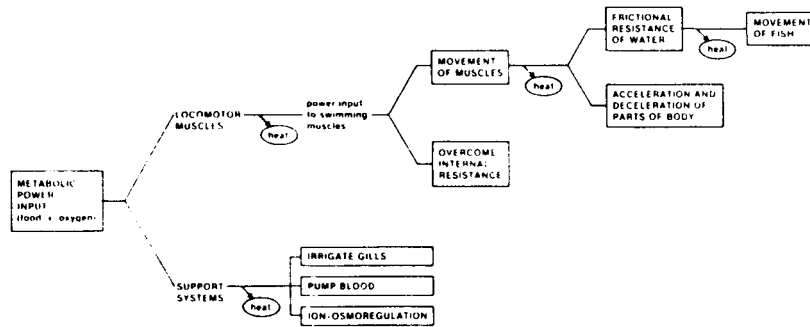 METABOLIC
POWER
INPUT
(food + oxygen)
LOCOMOTOR
MUSCLES
heat
power input
to swimming
muscles
MOVEMENT
OF MUSCLES
heat
FRICTIONAL
RESISTANCE
OF WATER
heat
MOVEMENT
OF FISH
ACCELERATION AND
DECELERATION OF
PARTS OF BODY
OVERCOME
INTERNAL
RESISTANCE
SUPPORT
SYSTEMS
heat
IRRIGATE GILLS
PUMP BLOOD
ION-OSMOREGULATION